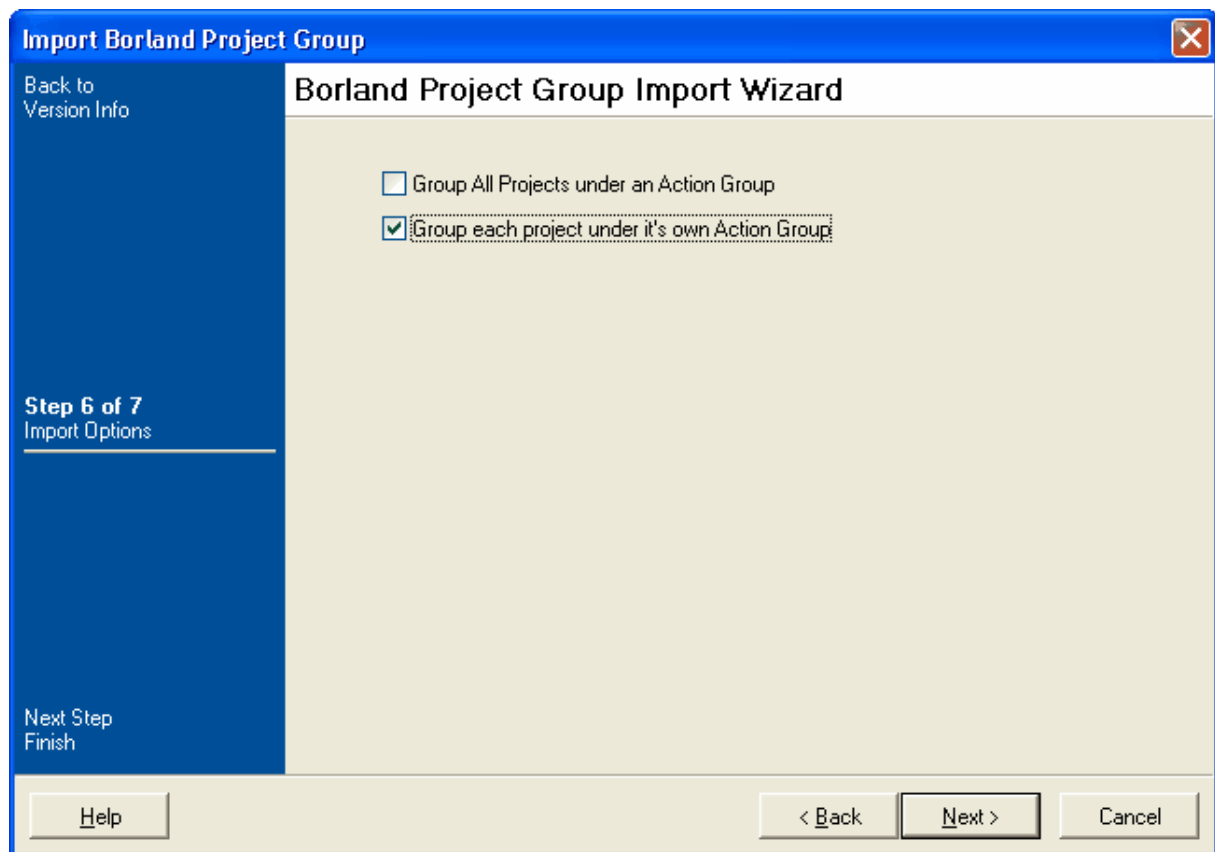 Import Borland Project Group
Back to
Version Info
Borland Project Group Import Wizard
Group All Projects under an Action Group
Group each project under it's own Action Group
Step 6 of 7
Import Options
Next Step
Finish
Help
< Back
Next >
Cancel